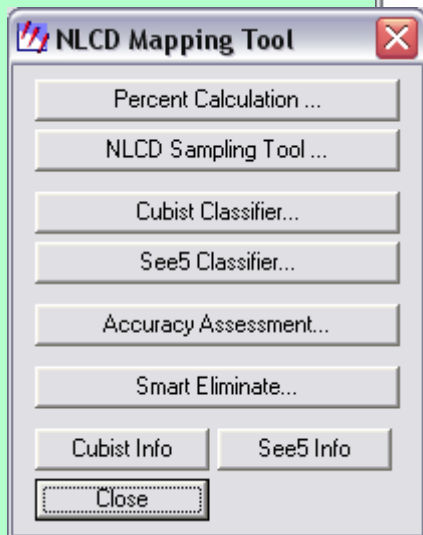 NLCD Mapping Tool
Percent Calculation ...
NLCD Sampling Tool ...
Cubist Classifier...
See5 Classifier...
Accuracy Assessment...
Smart Eliminate...
Cubist Info See5 Info
Close